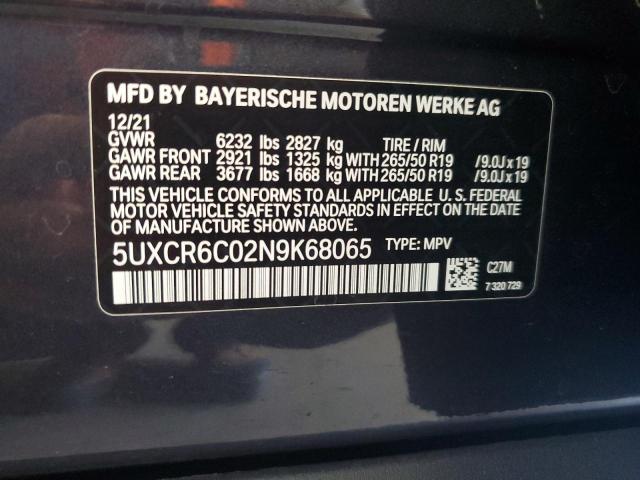 MFD BY BAYERISCHE MOTOREN WERKE AG
12/21
GVWR 6232 lbs 2827 kg TIRE / RIM
GAWR FRONT 2921 lbs 1325 kg WITH 265/50 R19 /9.0J x 19
GAWR REAR 3677 lbs 1668 kg WITH 265/50 R19 /9.0J x 19
THIS VEHICLE CONFORMS TO ALL APPLICABLE U. S. FEDERAL
MOTOR VEHICLE SAFETY STANDARDS IN EFFECT ON THE DATE
OF MANUFACTURE SHOWN ABOVE.
5UXCR6C02N9K68065 TYPE: MPV
C27M
7 320 729